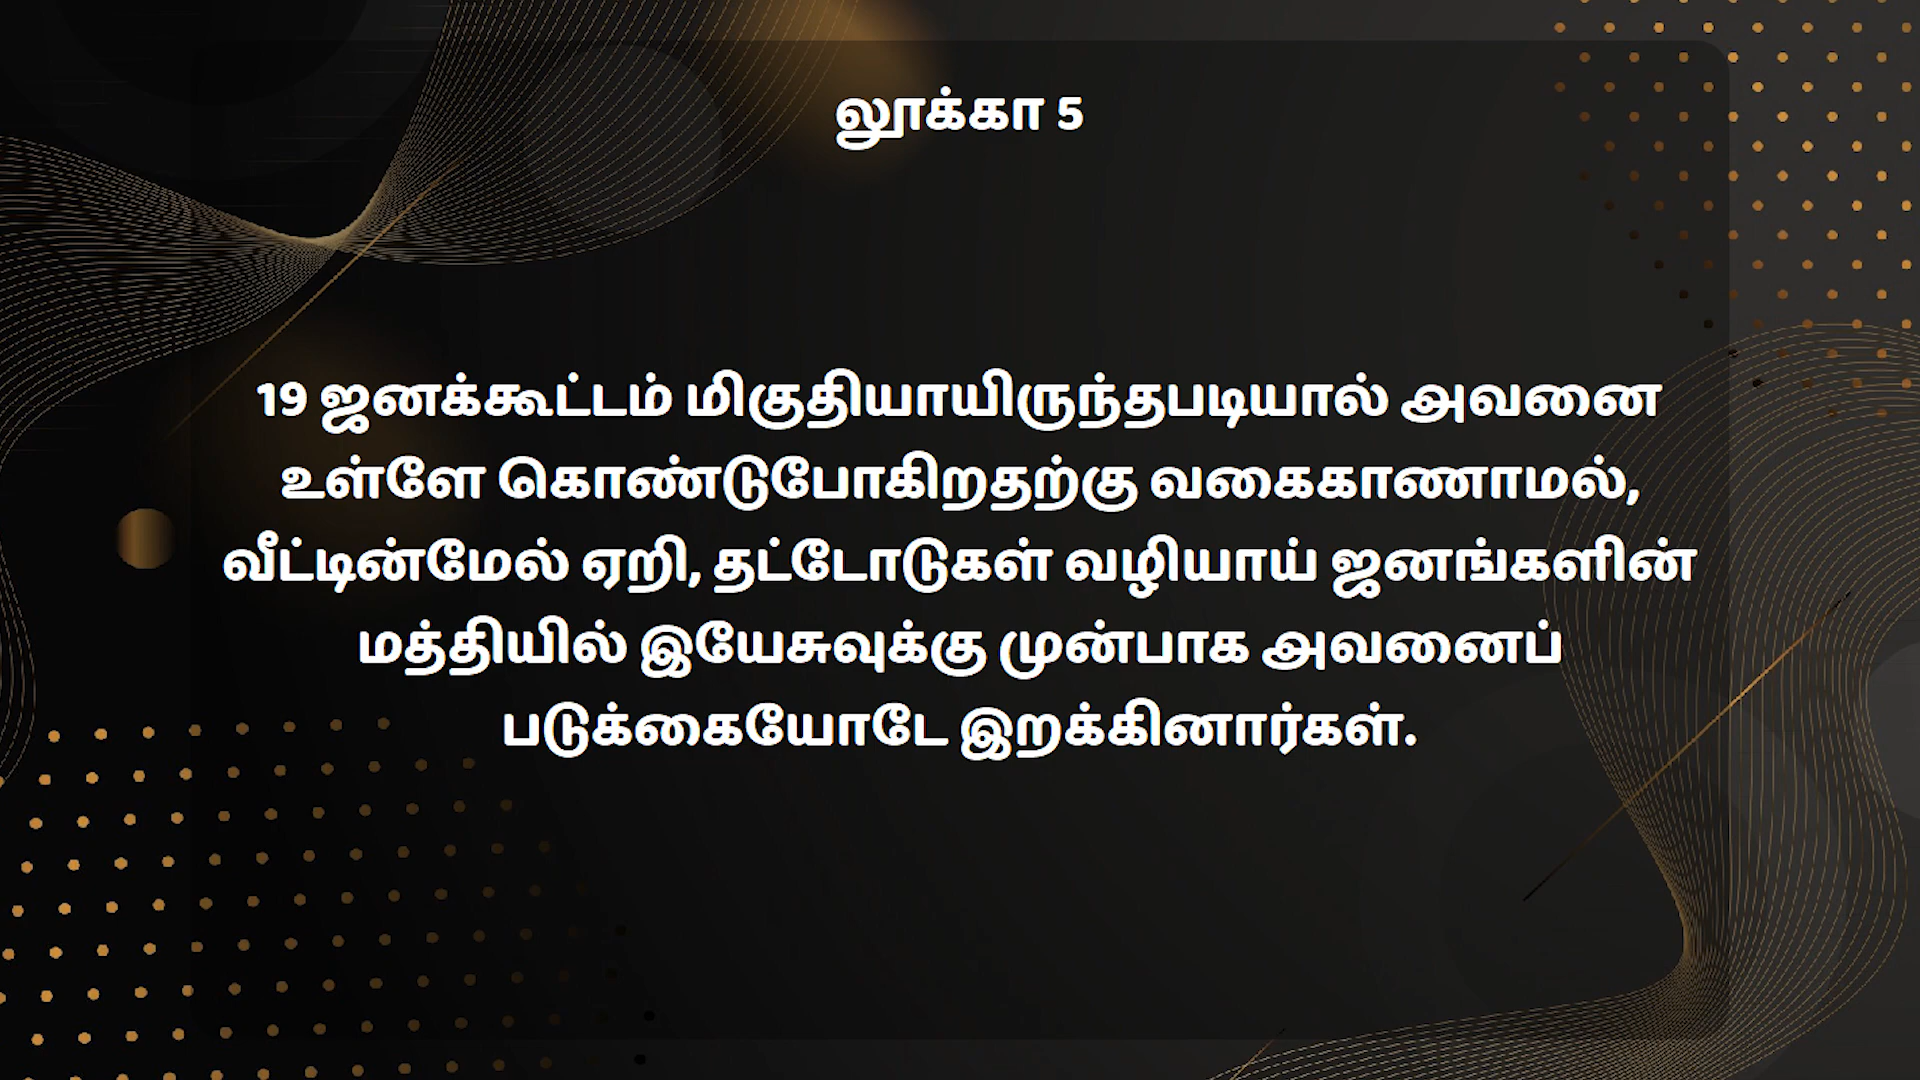 லூக்கா 5
19 ஜனக்கூட்டம் மிகுதியாயிருந்தபடியால் அவனை
உள்ளே கொண்டுபோகிறதற்கு வகைகாணாமல்,
வீட்டின்மேல் ஏறி, தட்டோடுகள் வழியாய் ஜனங்களின்
மத்தியில் இயேசுவுக்கு முன்பாக அவனைப்
படுக்கையோடே இறக்கினார்கள்.